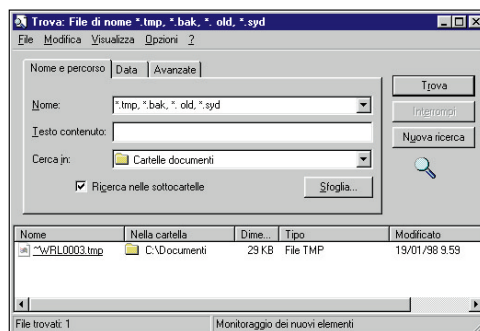 Trova: File di nome *.tmp, *.bak, *. old, *.syd
File Modifica Visualizza Opzioni ?
Nome e percorso Data Avanzate
Nome: *.tmp, *.bak, *. old, *.syd
Testo contenuto:
Cerca in: Cartelle documenti
Ricerca nelle sottocartelle Sfoglia...
Trova
Interrompi
Nuova ricerca
Nome Nella cartella Dime... Tipo Modificato
~WRL0003.tmp C:\Documenti 29 KB File TMP 19/01/98 9.59
File trovati: 1 Monitoraggio dei nuovi elementi